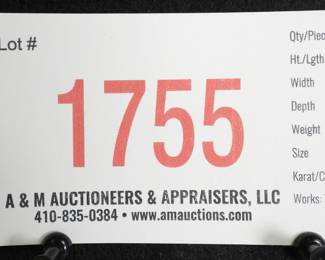 Lot #
1755
A & M AUCTIONEERS & APPRAISERS, LLC
410-835-0384 • www.amauctions.com
Qty/Piec
Ht./Lgth
Width
Depth
Weight
Size
Karat/C
Works: